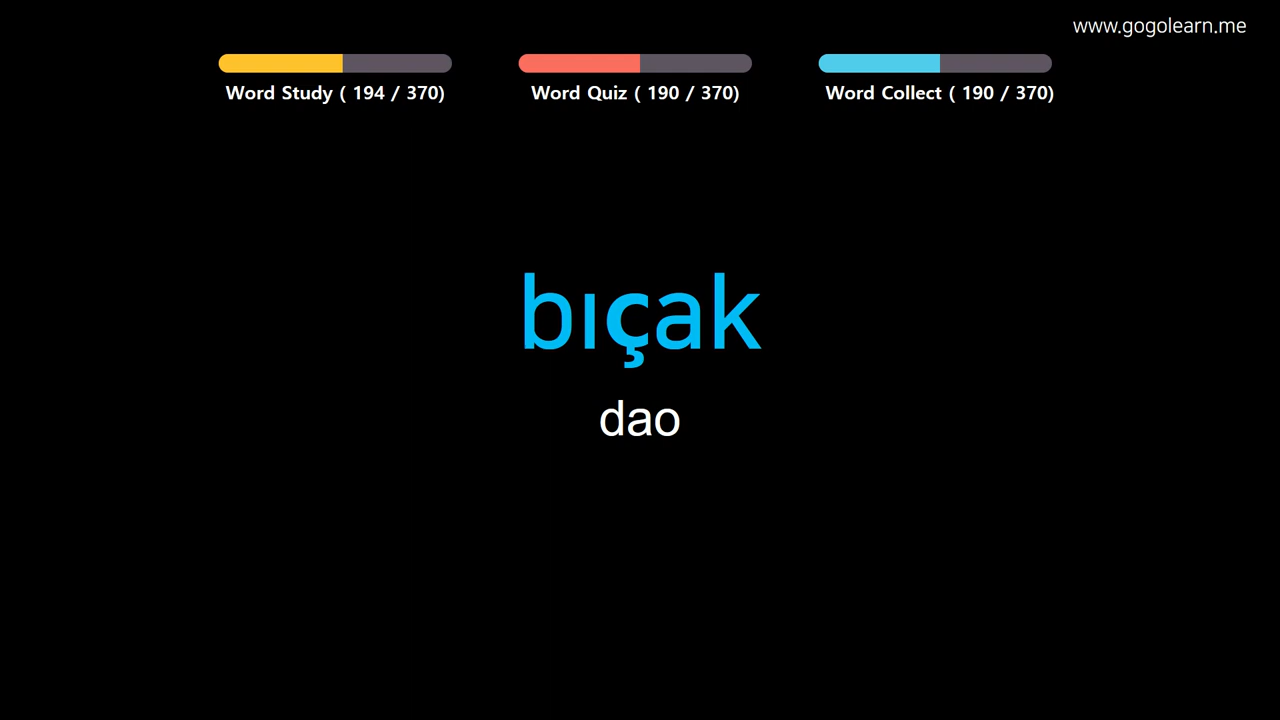 www.gogolearn.me
Word Study ( 194 / 370)
Word Quiz ( 190 / 370)
Word Collect ( 190 / 370)
bıçak
dao